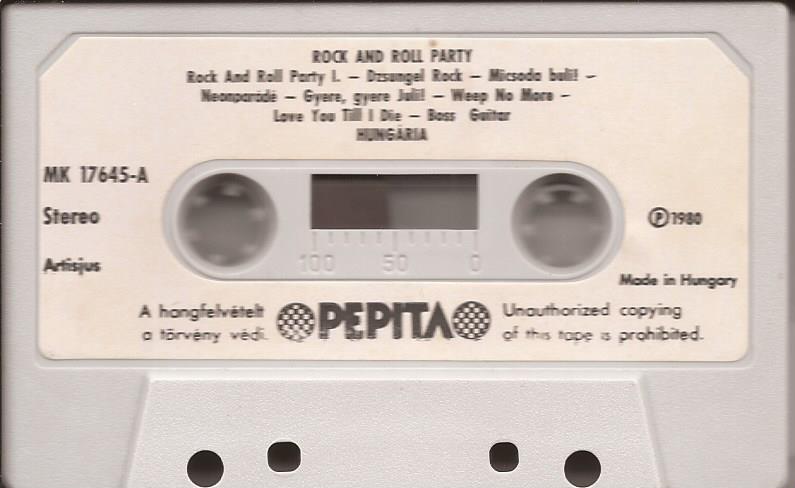 ROCK AND ROLL PARTY
Rock And Roll Party I. – Dzsungel Rock – Micsoda buli! –
Neonparádé – Gyere, gyere Juli! – Weep No More –
Love You Till I Die – Bass Guitar
HUNGÁRIA
MK 17645-A
Stereo
Ⓟ 1980
Artisjus
100 50 0
Made in Hungary
A hangfelvételt
a törvény védi.
PEPITA
Unauthorized copying
of this tape is prohibited.